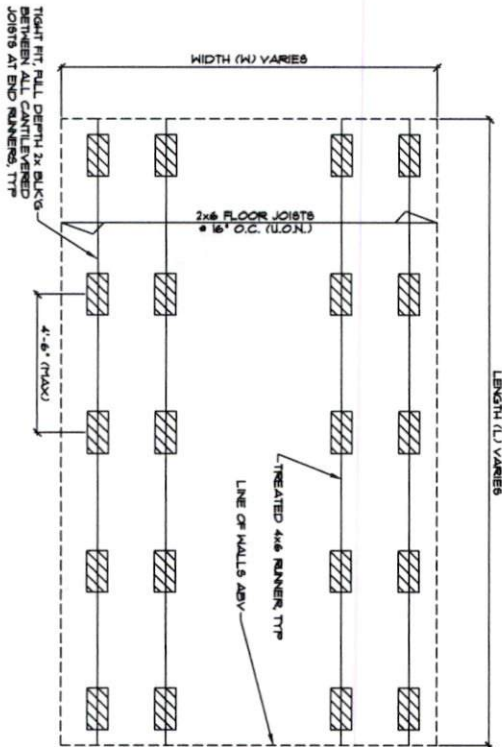 WIDTH (W) VARIES
LENGTH (L) VARIES
2x6 FLOOR JOISTS
@ 16" O.C. (U.O.N.)
TIGHT FIT, FULL DEPTH 2x BLK'G
BETWEEN ALL CANTILEVERED
JOISTS AT END RUNNERS, TYP
4'-6" (MAX)
TREATED 4x6 RUNNER, TYP
LINE OF WALLS ABV